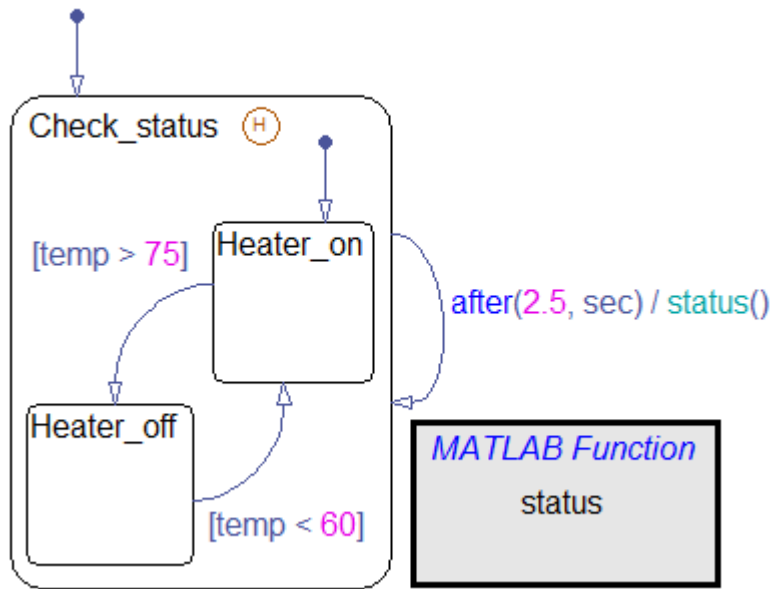 Check_status H
[temp > 75]
Heater_on
after(2.5, sec) / status()
Heater_off
[temp < 60]
MATLAB Function
status